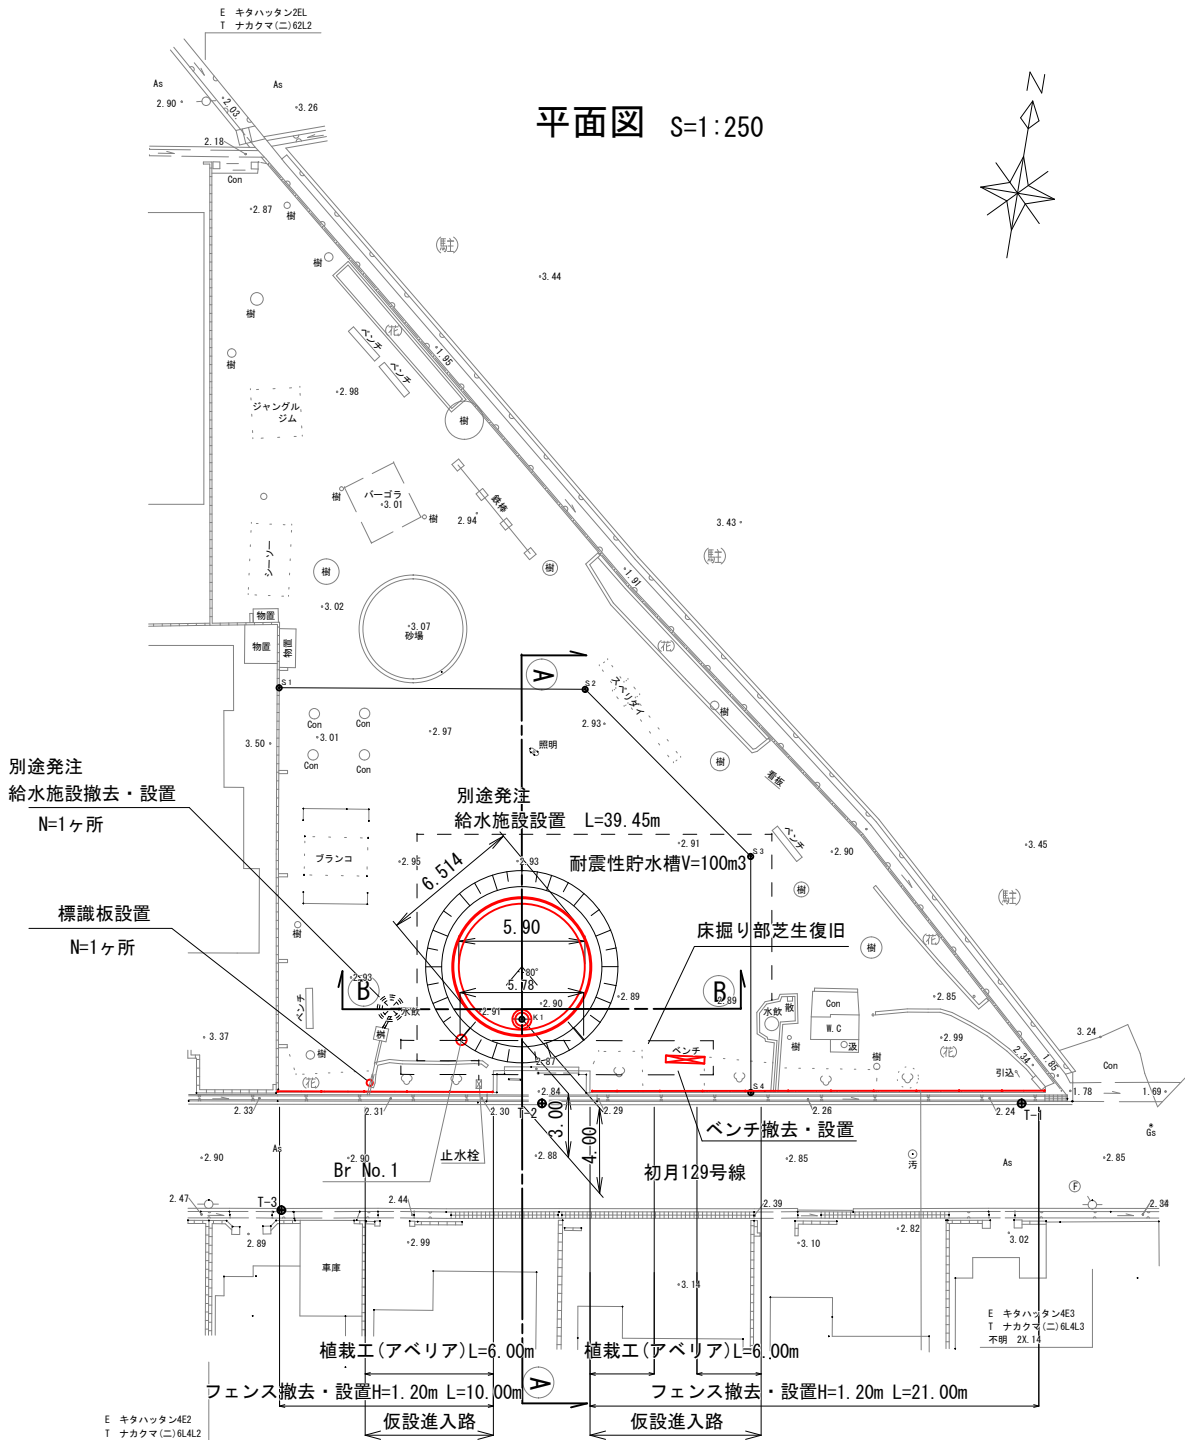 E キタハッタン2EL
T ナカクマ(ニ)62L2
平面図 S=1:250
N
As
As
2.90
2.03
3.26
2.18
Con
2.87
樹
(駐)
樹
3.44
樹
(花)
ベンチ
1.95
樹
ベンチ
2.98
ジャングル
ジム
樹
パーゴラ
3.01
樹
樹
鉄棒
2.94
3.43
(駐)
シーソー
樹
樹
1.91
3.02
物置
3.07
砂場
物置
物置
(花)
A
S1
S2
スベリダイ
樹
Con
Con
3.01
2.97
2.93
3.50
照明
Con
Con
樹
看板
別途発注
給水施設撤去・設置
N=1ヶ所
別途発注
給水施設設置 L=39.45m
ベンチ
2.91
S3
2.90
3.45
ブランコ
2.95
2.93
耐震性貯水槽V=100m3
6.514
樹
(駐)
標識板設置
N=1ヶ所
樹
5.90
床掘り部芝生復旧
樹
(花)
2.93
80°
5.78
B
B
2.89
2.89
2.85
ベンチ
水飲
2.91
2.90
K1
水飲
散
Con
W.C
汲
3.37
樹
ベンチ
樹
樹
2.99
(花)
3.24
2.34
1.85
Con
(花)
2.87
引込
2.84
S4
1.78
1.69
2.33
2.31
2.30
T-2
2.29
2.26
2.24
T-1
3.00
4.00
ベンチ撤去・設置
Gs
As
2.90
2.90
止水栓
2.88
Br No.1
初月129号線
2.85
汚
As
2.85
F
2.47
T-3
2.44
2.39
2.34
2.89
2.99
2.82
3.10
3.02
車庫
3.14
E キタハッタン4E3
T ナカクマ(ニ)6L4L3
不明 2X.14
植栽工(アベリア)L=6.00m
植栽工(アベリア)L=6.00m
フェンス撤去・設置H=1.20m L=10.00m
A
フェンス撤去・設置H=1.20m L=21.00m
仮設進入路
仮設進入路
E キタハッタン4E2
T ナカクマ(ニ)6L4L2